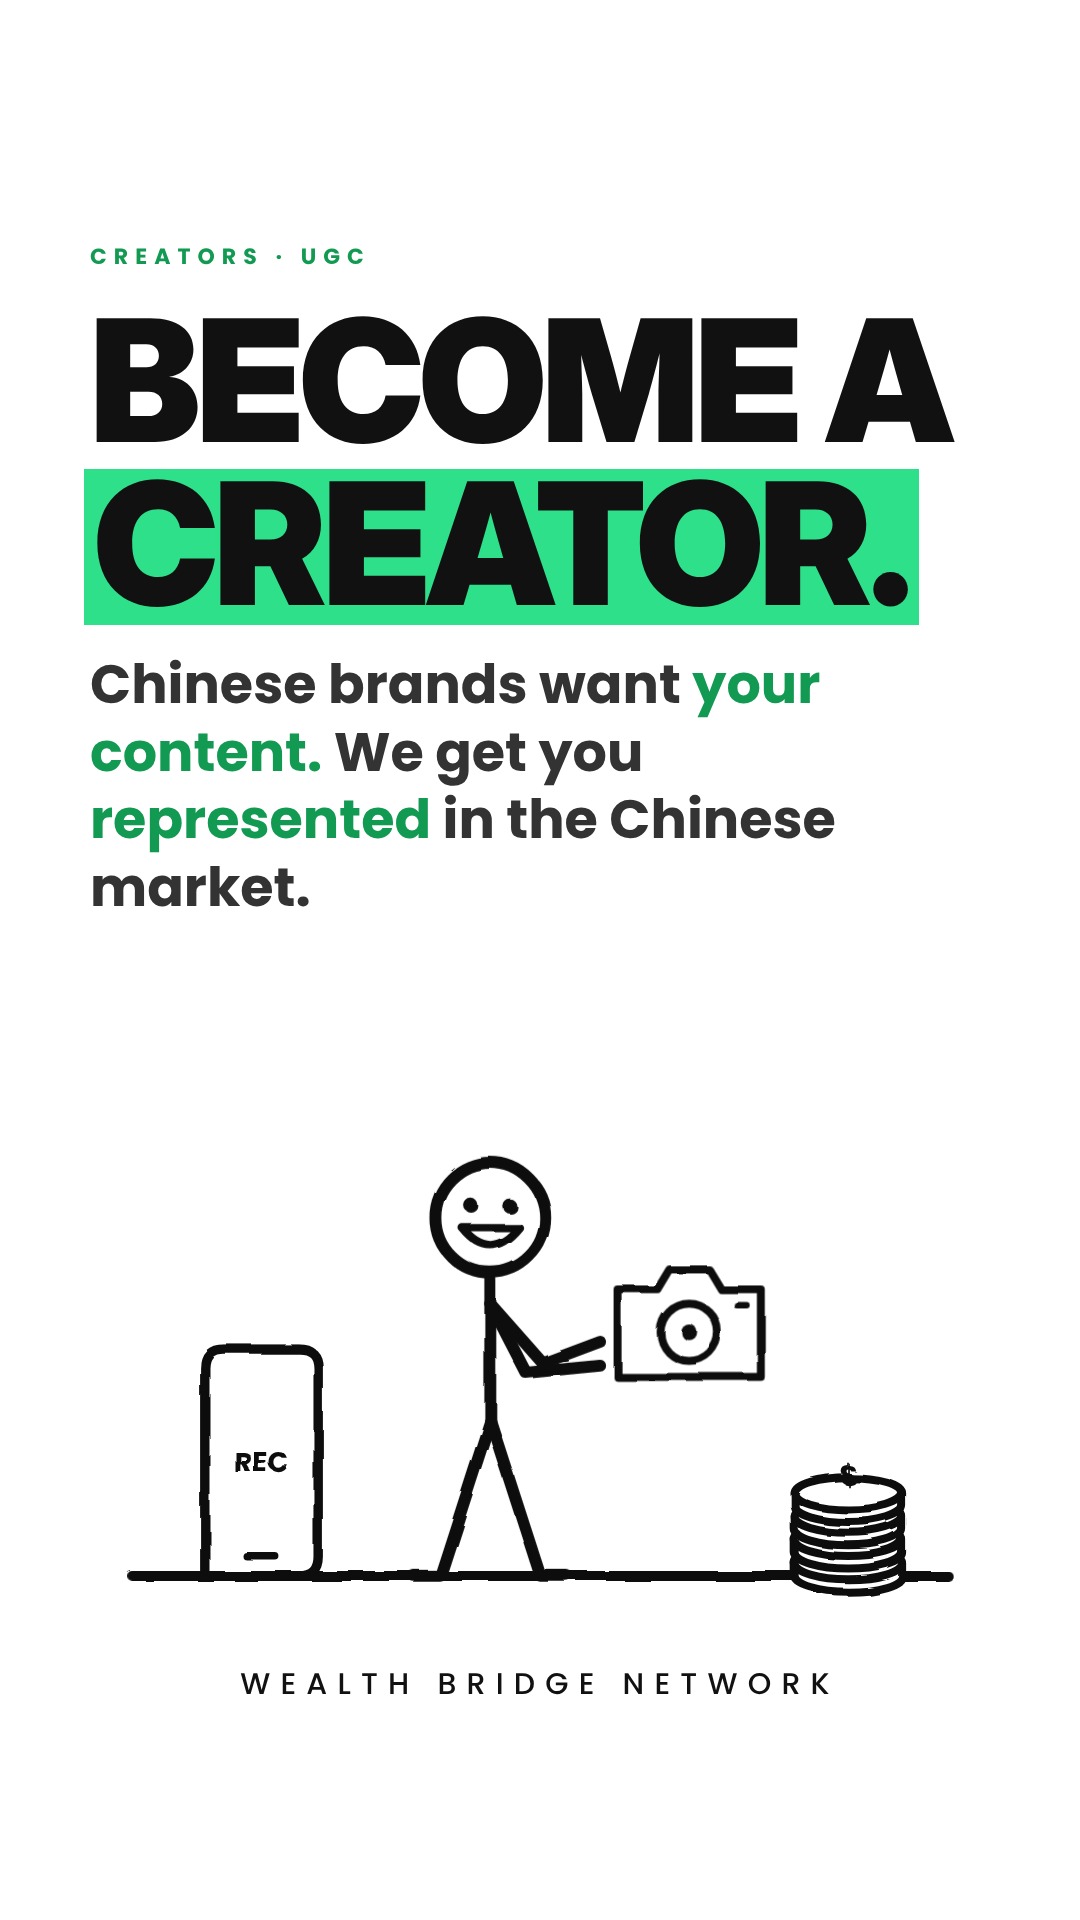 CREATORS · UGC
BECOME A
CREATOR.
Chinese brands want your
content. We get you
represented in the Chinese
market.
REC
$
WEALTH BRIDGE NETWORK